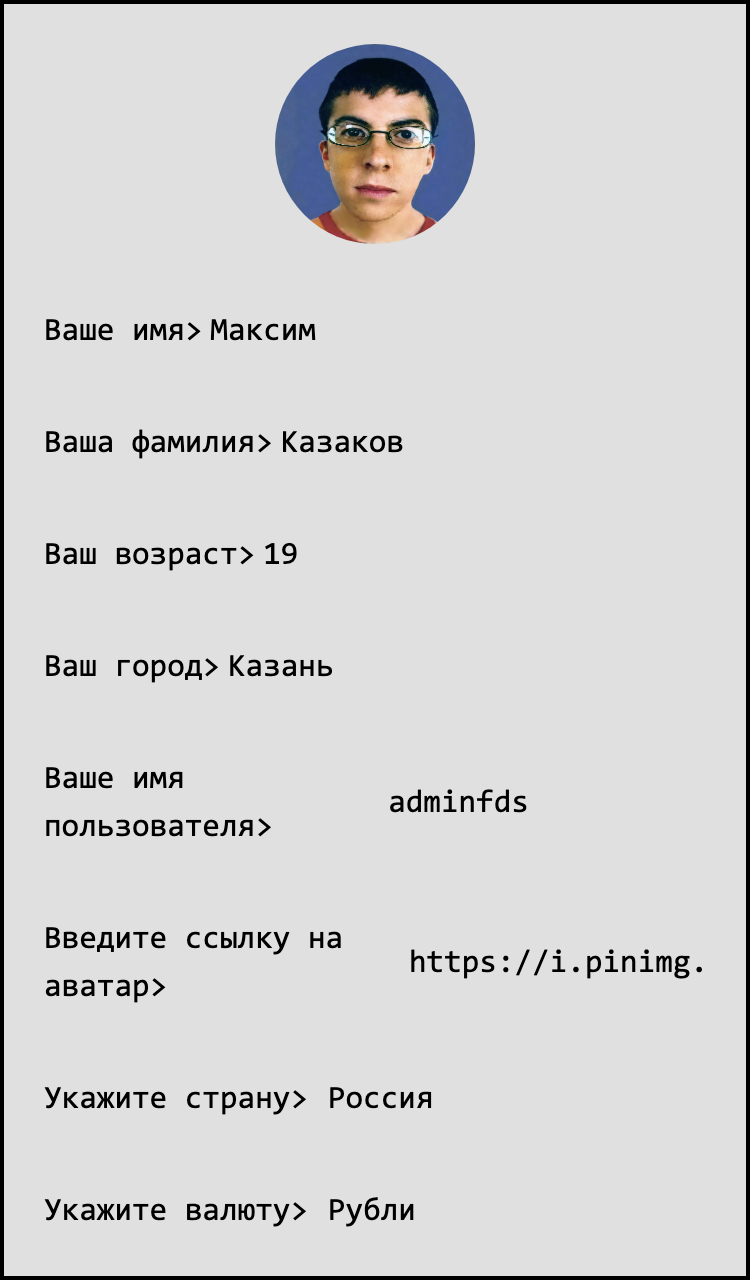 Ваше имя> Максим
Ваша фамилия> Казаков
Ваш возраст> 19
Ваш город> Казань
Ваше имя
пользователя>
adminfds
Введите ссылку на
аватар>
https://i.pinimg.
Укажите страну> Россия
Укажите валюту> Рубли